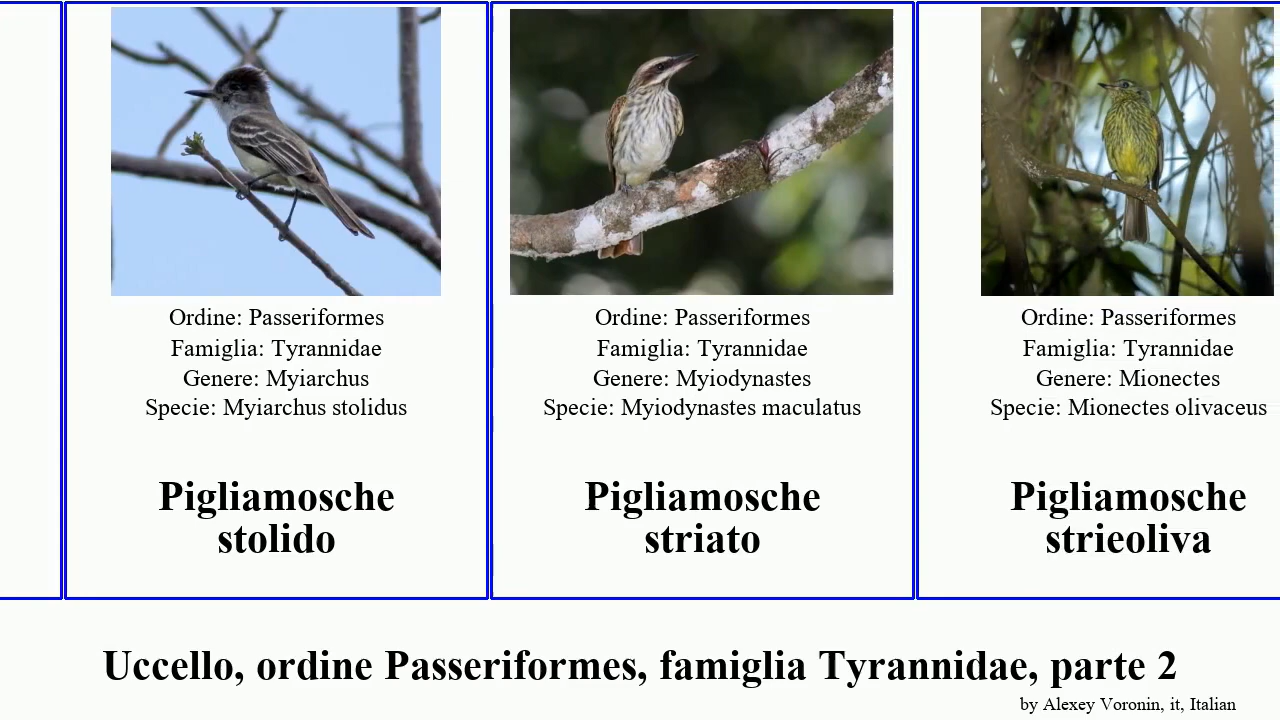 Ordine: Passeriformes
Famiglia: Tyrannidae
Genere: Myiarchus
Specie: Myiarchus stolidus
Pigliamosche
stolido
Ordine: Passeriformes
Famiglia: Tyrannidae
Genere: Myiodynastes
Specie: Myiodynastes maculatus
Pigliamosche
striato
Ordine: Passeriformes
Famiglia: Tyrannidae
Genere: Mionectes
Specie: Mionectes olivaceus
Pigliamosche
strieoliva
Uccello, ordine Passeriformes, famiglia Tyrannidae, parte 2
by Alexey Voronin, it, Italian